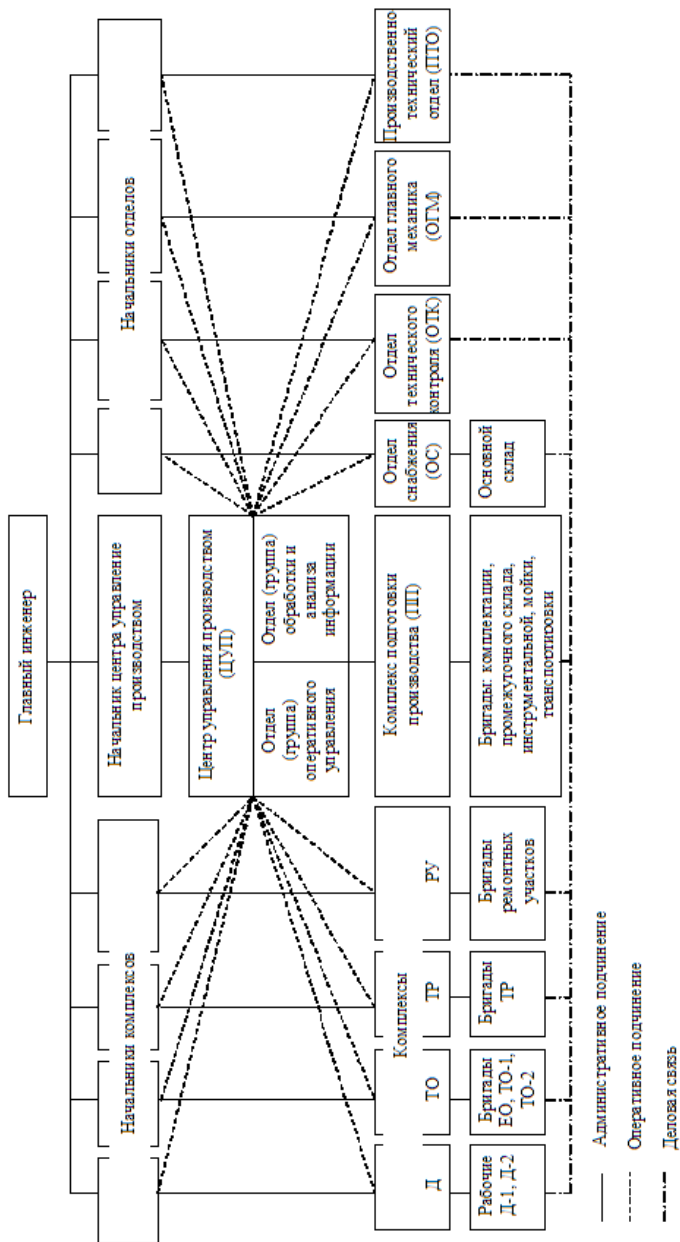 Главный инженер
Начальники комплексов
Начальник центра управление
производством
Начальники отделов
Центр управления производством
(ЦУП)
Отдел
(группа)
оперативного
управления
Отдел (группа)
обработки и
анализа
информации
Комплексы
Д
ТО
ТР
РУ
Комплекс подготовки
производства (ПП)
Отдел
снабжения
(ОС)
Отдел
технического
контроля (ОТК)
Отдел главного
механика
(ОГМ)
Производственно
технический
отдел (ПТО)
Рабочие
Д-1, Д-2
Бригады
ЕО, ТО-1,
ТО-2
Бригады
ТР
Бригады
ремонтных
участков
Бригады: комплектации,
промежуточного склада,
инструментальной, мойки,
транспортировки
Основной
склад
Административное подчинение
Оперативное подчинение
Деловая связь